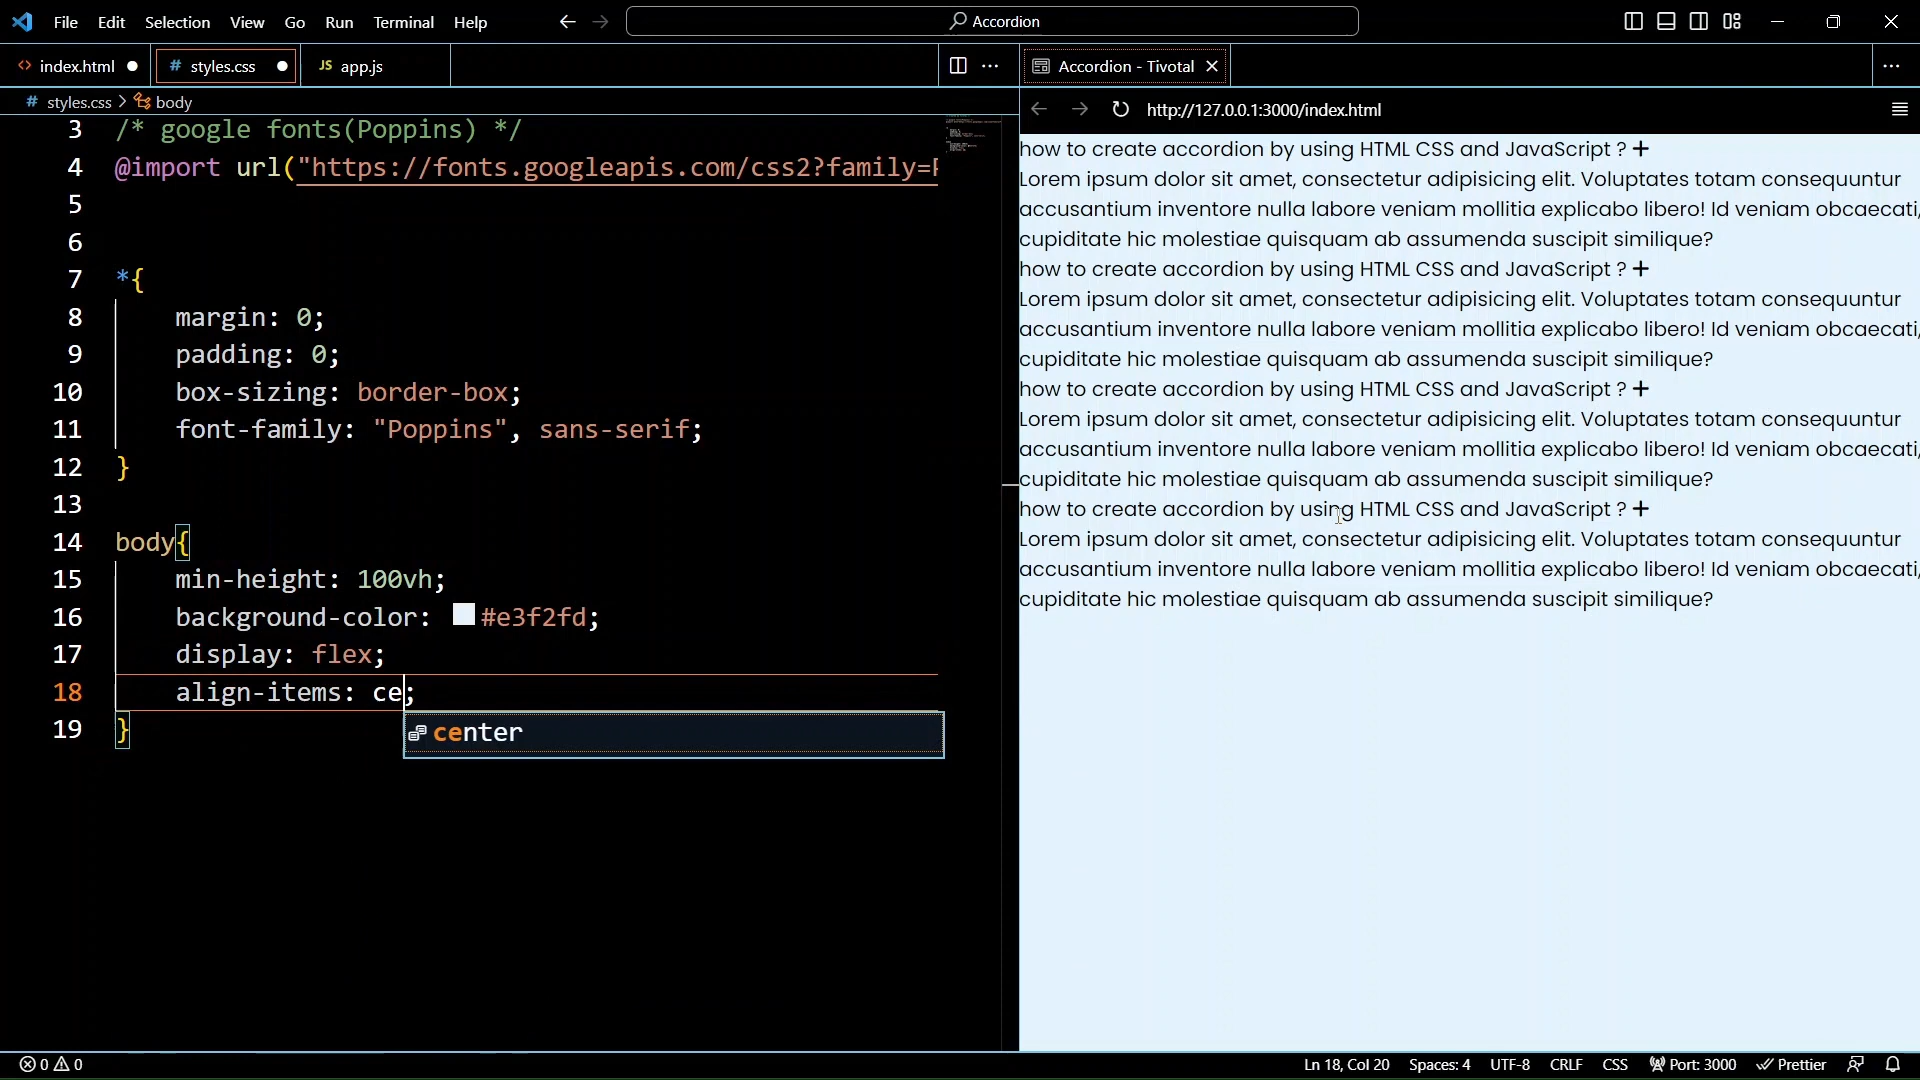 File Edit Selection View Go Run Terminal Help
Accordion
index.html
# styles.css
JS app.js
Accordion - Tivotal
# styles.css > body
http://127.0.0.1:3000/index.html
3 /* google fonts(Poppins) */
4 @import url("https://fonts.googleapis.com/css2?family=
5
6
7 *{
8 margin: 0;
9 padding: 0;
10 box-sizing: border-box;
11 font-family: "Poppins", sans-serif;
12 }
13
14 body{
15 min-height: 100vh;
16 background-color: #e3f2fd;
17 display: flex;
18 align-items: ce;
19 }
center
how to create accordion by using HTML CSS and JavaScript ? +
Lorem ipsum dolor sit amet, consectetur adipisicing elit. Voluptates totam consequuntur
accusantium inventore nulla labore veniam mollitia explicabo libero! Id veniam obcaecati,
cupiditate hic molestiae quisquam ab assumenda suscipit similique?
how to create accordion by using HTML CSS and JavaScript ? +
Lorem ipsum dolor sit amet, consectetur adipisicing elit. Voluptates totam consequuntur
accusantium inventore nulla labore veniam mollitia explicabo libero! Id veniam obcaecati,
cupiditate hic molestiae quisquam ab assumenda suscipit similique?
how to create accordion by using HTML CSS and JavaScript ? +
Lorem ipsum dolor sit amet, consectetur adipisicing elit. Voluptates totam consequuntur
accusantium inventore nulla labore veniam mollitia explicabo libero! Id veniam obcaecati,
cupiditate hic molestiae quisquam ab assumenda suscipit similique?
how to create accordion by using HTML CSS and JavaScript ? +
Lorem ipsum dolor sit amet, consectetur adipisicing elit. Voluptates totam consequuntur
accusantium inventore nulla labore veniam mollitia explicabo libero! Id veniam obcaecati,
cupiditate hic molestiae quisquam ab assumenda suscipit similique?
0 0
Ln 18, Col 20 Spaces: 4 UTF-8 CRLF CSS Port: 3000 Prettier